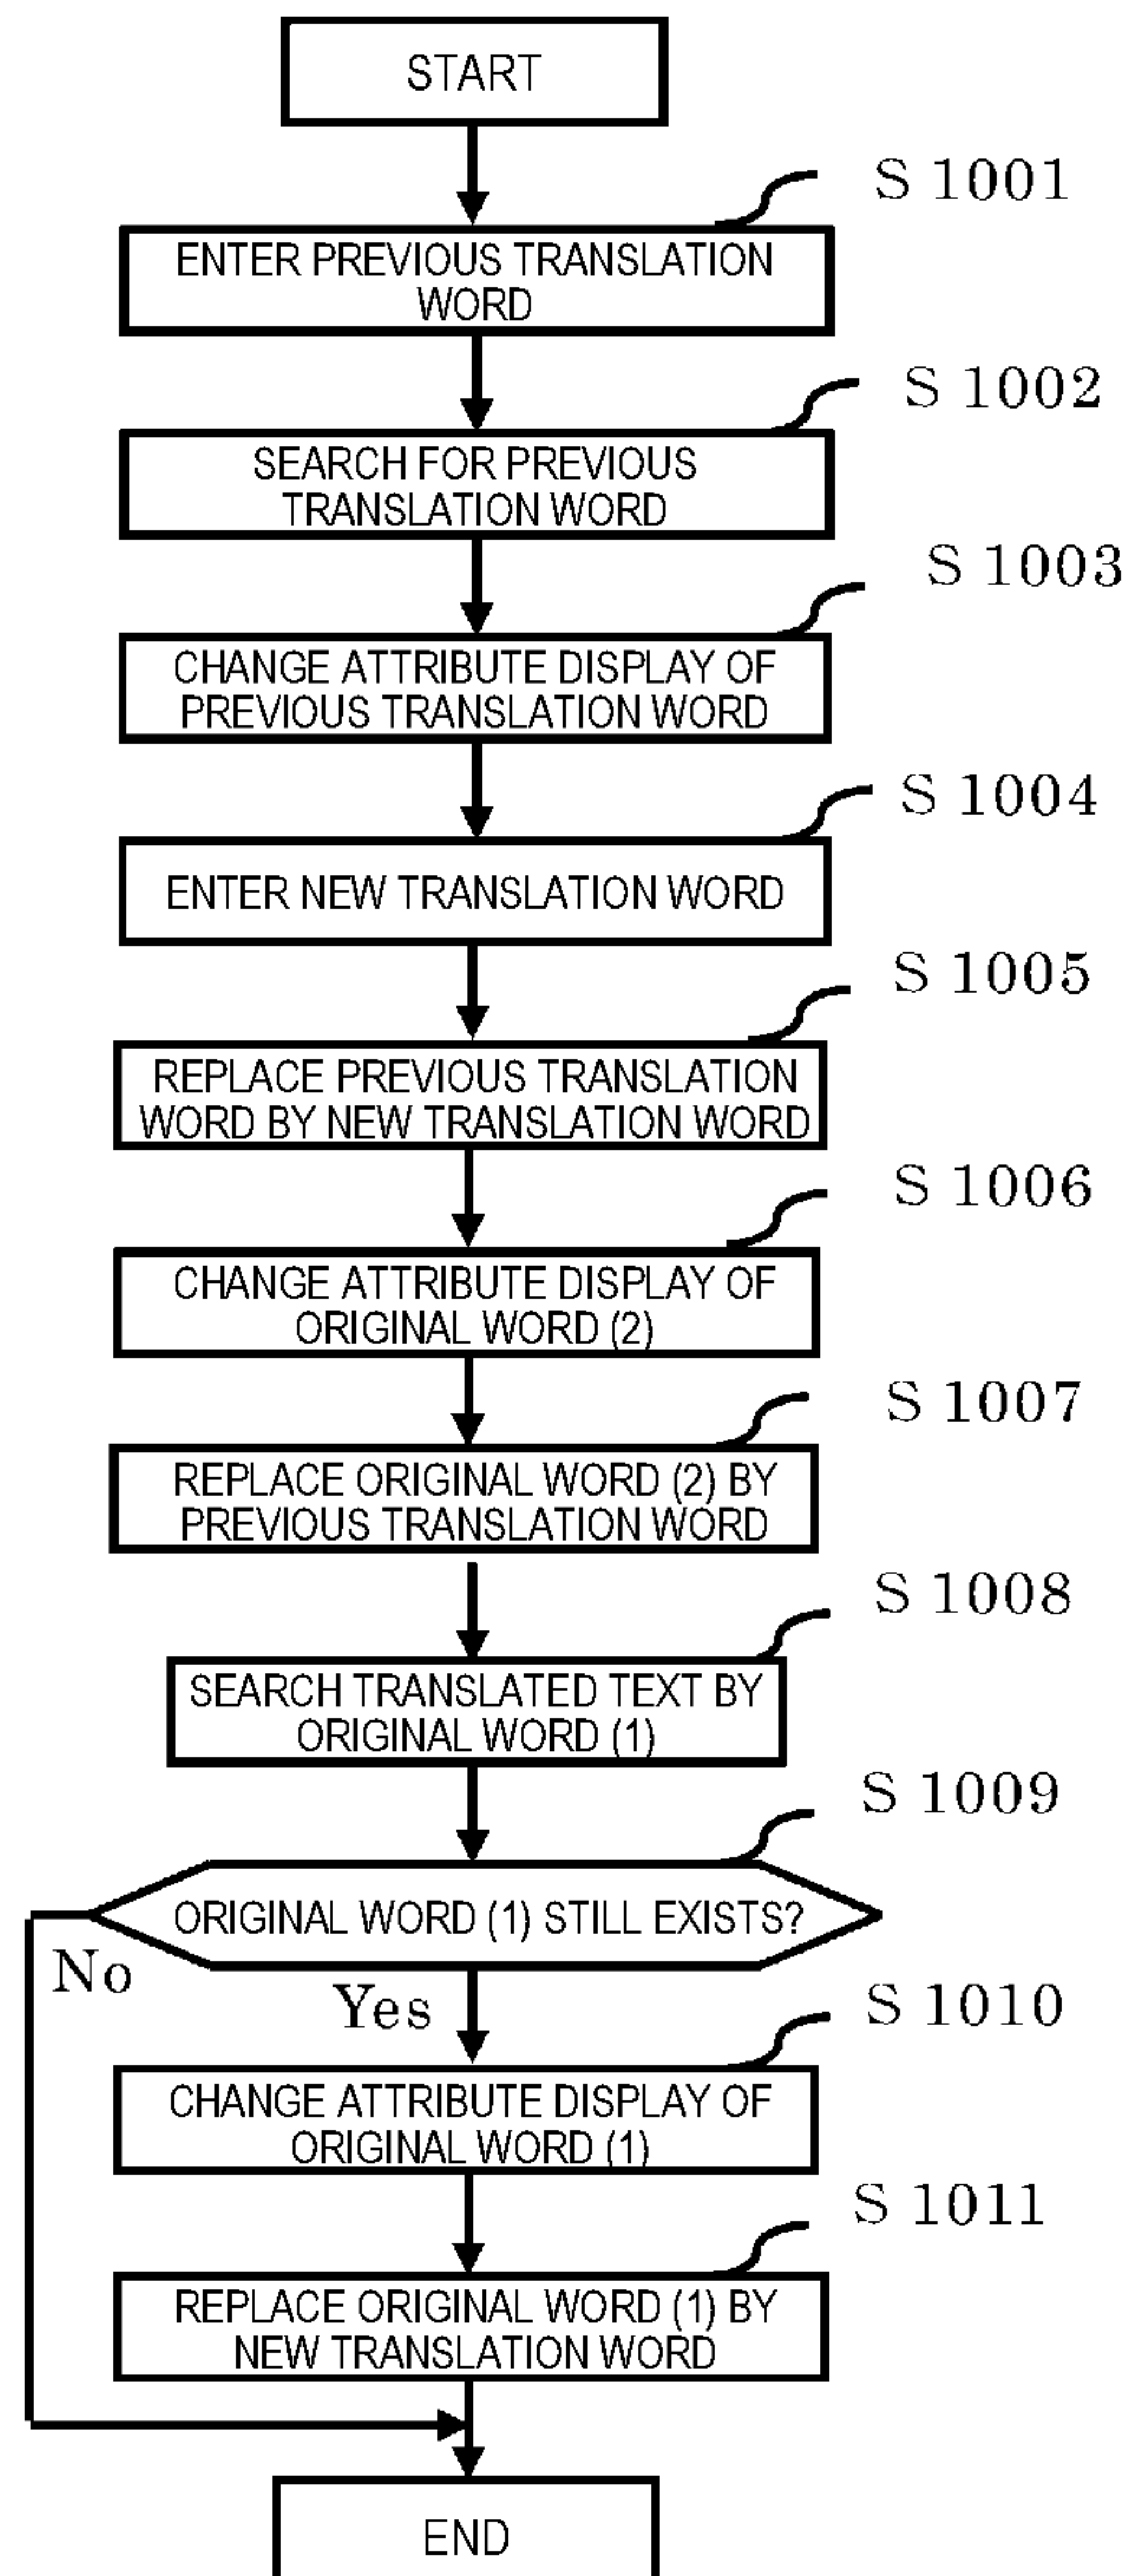 START
S 1001
ENTER PREVIOUS TRANSLATION
WORD
S 1002
SEARCH FOR PREVIOUS
TRANSLATION WORD
S 1003
CHANGE ATTRIBUTE DISPLAY OF
PREVIOUS TRANSLATION WORD
S 1004
ENTER NEW TRANSLATION WORD
S 1005
REPLACE PREVIOUS TRANSLATION
WORD BY NEW TRANSLATION WORD
S 1006
CHANGE ATTRIBUTE DISPLAY OF
ORIGINAL WORD (2)
S 1007
REPLACE ORIGINAL WORD (2) BY
PREVIOUS TRANSLATION WORD
S 1008
SEARCH TRANSLATED TEXT BY
ORIGINAL WORD (1)
S 1009
ORIGINAL WORD (1) STILL EXISTS?
No
Yes
S 1010
CHANGE ATTRIBUTE DISPLAY OF
ORIGINAL WORD (1)
S 1011
REPLACE ORIGINAL WORD (1) BY
NEW TRANSLATION WORD
END